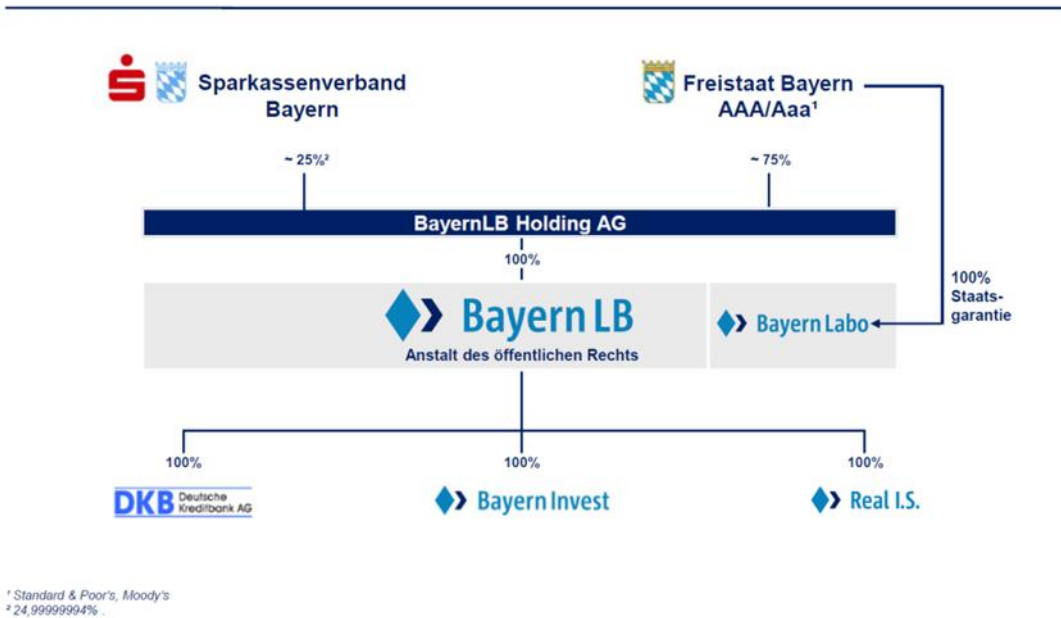 Sparkassenverband
Bayern
Freistaat Bayern
AAA/Aaa¹
~ 25%²
~ 75%
BayernLB Holding AG
100%
100%
Staats-
garantie
Bayern LB
Anstalt des öffentlichen Rechts
Bayern Labo
100%
100%
100%
DKB Deutsche
Kreditbank AG
Bayern Invest
Real I.S.
¹ Standard & Poor's, Moody's
² 24,99999994% .